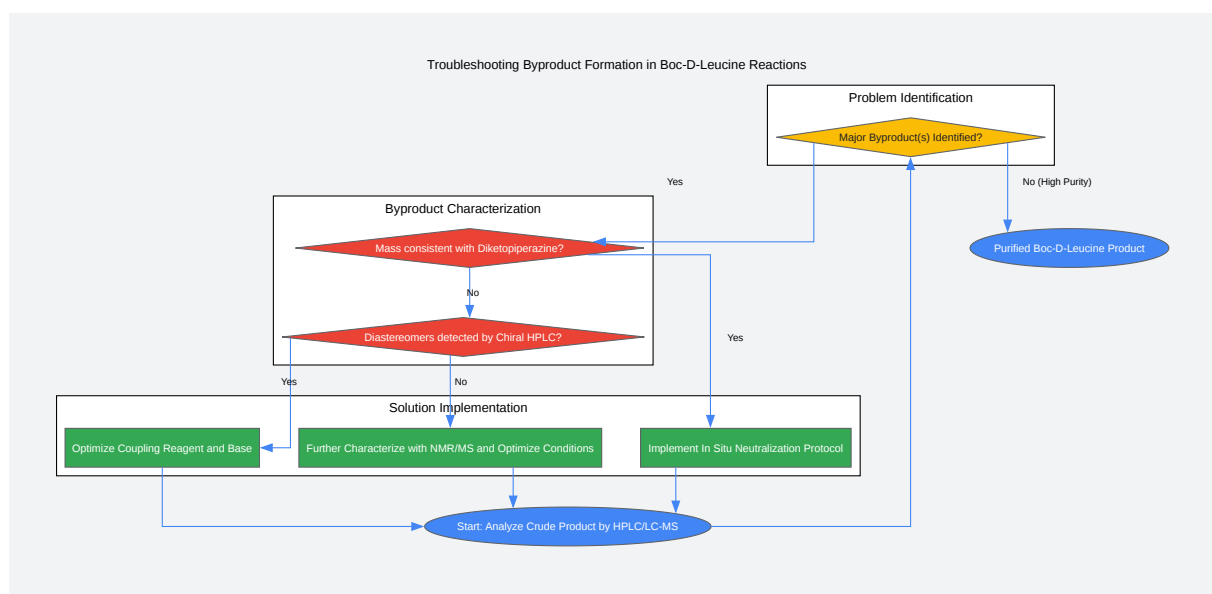 Troubleshooting Byproduct Formation in Boc-D-Leucine Reactions
Problem Identification
Major Byproduct(s) Identified?
Yes
No (High Purity)
Byproduct Characterization
Mass consistent with Diketopiperazine?
Purified Boc-D-Leucine Product
No
Diastereomers detected by Chiral HPLC?
Yes
Yes
No
Solution Implementation
Optimize Coupling Reagent and Base
Further Characterize with NMR/MS and Optimize Conditions
Implement In Situ Neutralization Protocol
Start: Analyze Crude Product by HPLC/LC-MS